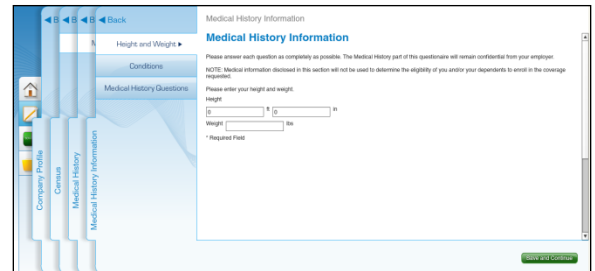 ◀ B
◀ B
◀ B
◀ Back
M
Height and Weight ▶
Conditions
Medical History Questions
Company Profile
Census
Medical History
Medical History Information
Medical History Information
Medical History Information
Please answer each question as completely as possible. The Medical History part of this questionaire will remain confidential from your employer.
NOTE: Medical information disclosed in this section will not be used to determine the eligibility of you and/or your dependents to enroll in the coverage
requested.
Please enter your height and weight.
Height
0 ft 0 in
Weight lbs
* Required Field
Save and Continue